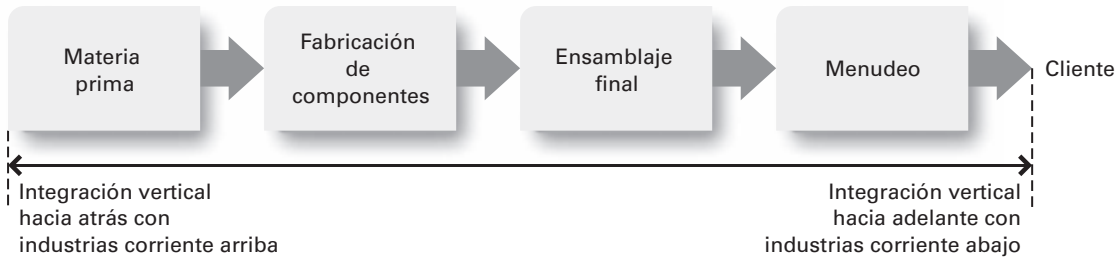 Materia
prima
Fabricación
de
componentes
Ensamblaje
final
Menudeo
Cliente
Integración vertical
hacia atrás con
industrias corriente arriba
Integración vertical
hacia adelante con
industrias corriente abajo